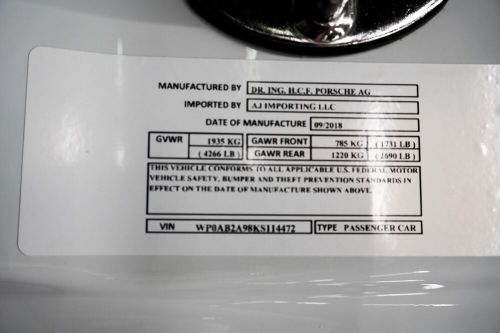 MANUFACTURED BY DR. ING. H.C.F. PORSCHE AG
IMPORTED BY AJ IMPORTING LLC
DATE OF MANUFACTURE 09/2018
GVWR 1935 KG GAWR FRONT 785 KG ( 1731 LB )
( 4266 LB ) GAWR REAR 1220 KG ( 2690 LB )
THIS VEHICLE CONFORMS TO ALL APPLICABLE U.S. FEDERAL MOTOR
VEHICLE SAFETY, BUMPER AND THEFT PREVENTION STANDARDS IN
EFFECT ON THE DATE OF MANUFACTURE SHOWN ABOVE.
VIN WP0AB2A98KS114472 TYPE PASSENGER CAR